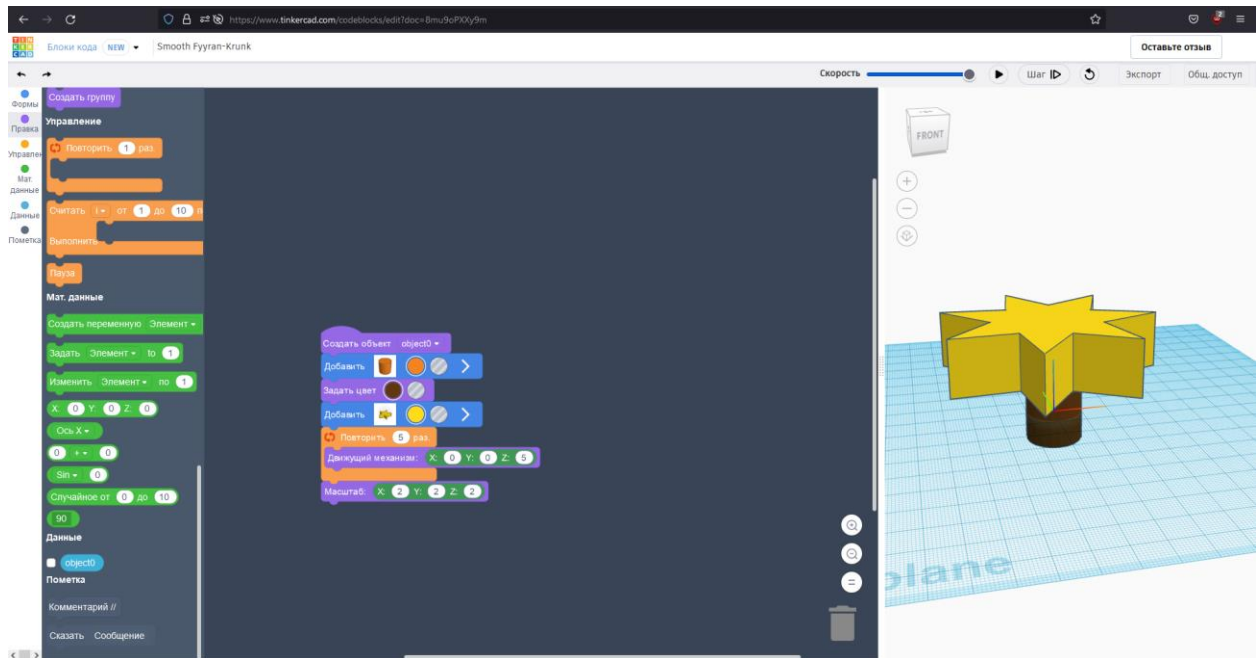 https://www.tinkercad.com/codeblocks/edit?doc=8mu9oPXXy9m
TIN
KER
CAD
Блоки кода NEW
Smooth Fyyran-Krunk
Оставьте отзыв
Скорость
Шаг
Экспорт
Общ. доступ
Формы
Правка
Управлен
Мат. данные
Данные
Пометка
Создать группу
Управление
Повторить 1 раз
Считать i от 1 до 10 п
Выполнить
Пауза
Мат. данные
Создать переменную Элемент
Задать Элемент to 1
Изменить Элемент по 1
X: 0 Y: 0 Z: 0
Ось X
0 + 0
Sin 0
Случайное от 0 до 10
90
Данные
object0
Пометка
Комментарий //
Сказать Сообщение
Создать объект object0
Добавить
Задать цвет
Добавить
Повторить 5 раз
Движущий механизм: X: 0 Y: 0 Z: 5
Масштаб: X: 2 Y: 2 Z: 2
FRONT
plane